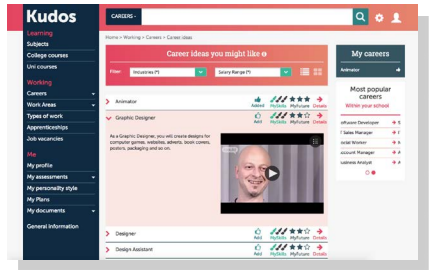 Kudos
CAREERS -
Learning
Subjects
College courses
Uni courses
Working
Careers
Work Areas
Types of work
Apprenticeships
Job vacancies
Me
My profile
My assessments
My personality style
My Plans
My documents
General information
Home > Working > Careers > Career ideas
Career ideas you might like
Filter:
Industries (*)
Salary Range (*)
Animator
Added MySkills MyFuture Details
Graphic Designer
Add MySkills MyFuture Details
As a Graphic Designer, you will create designs for
computer games, websites, adverts, book covers,
posters, packaging and so on.
Designer
Add MySkills MyFuture Details
Design Assistant
Add MySkills MyFuture Details
My careers
Animator
Most popular
careers
Within your school
oftware Developer
Sales Manager
ocial Worker
ccount Manager
usiness Analyst